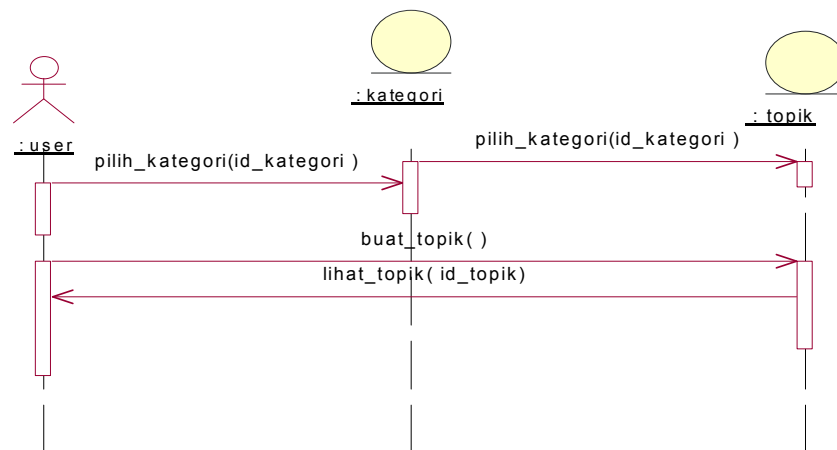 : kategori
: topik
: user
pilih_kategori(id_kategori )
pilih_kategori(id_kategori )
buat_topik( )
lihat_topik( id_topik)